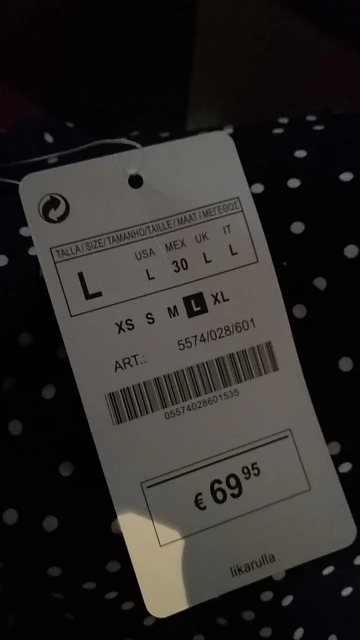 TALLA / SIZE / TAMANHO/TAILLE / MAAT / ΜΕΓΕΘΟΣ
L
USA MEX UK IT
L 30 L L
XS S M L XL
ART.: 5574/028/601
05574028601535
€ 69 95
likarulla